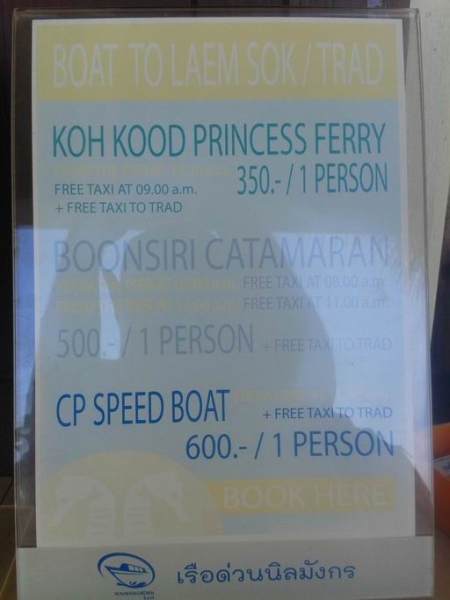 BOAT TO LAEM SOK / TRAD
KOH KOOD PRINCESS FERRY
FREE TAXI AT 09.00 a.m. 350.- / 1 PERSON
+ FREE TAXI TO TRAD
BOONSIRI CATAMARAN
FREE TAXI AT 08.00 a.m.
FREE TAXI AT 11.00 a.m.
500.- / 1 PERSON + FREE TAXI TO TRAD
CP SPEED BOAT
+ FREE TAXI TO TRAD
600.- / 1 PERSON
BOOK HERE
เรือด่วนนิลมังกร